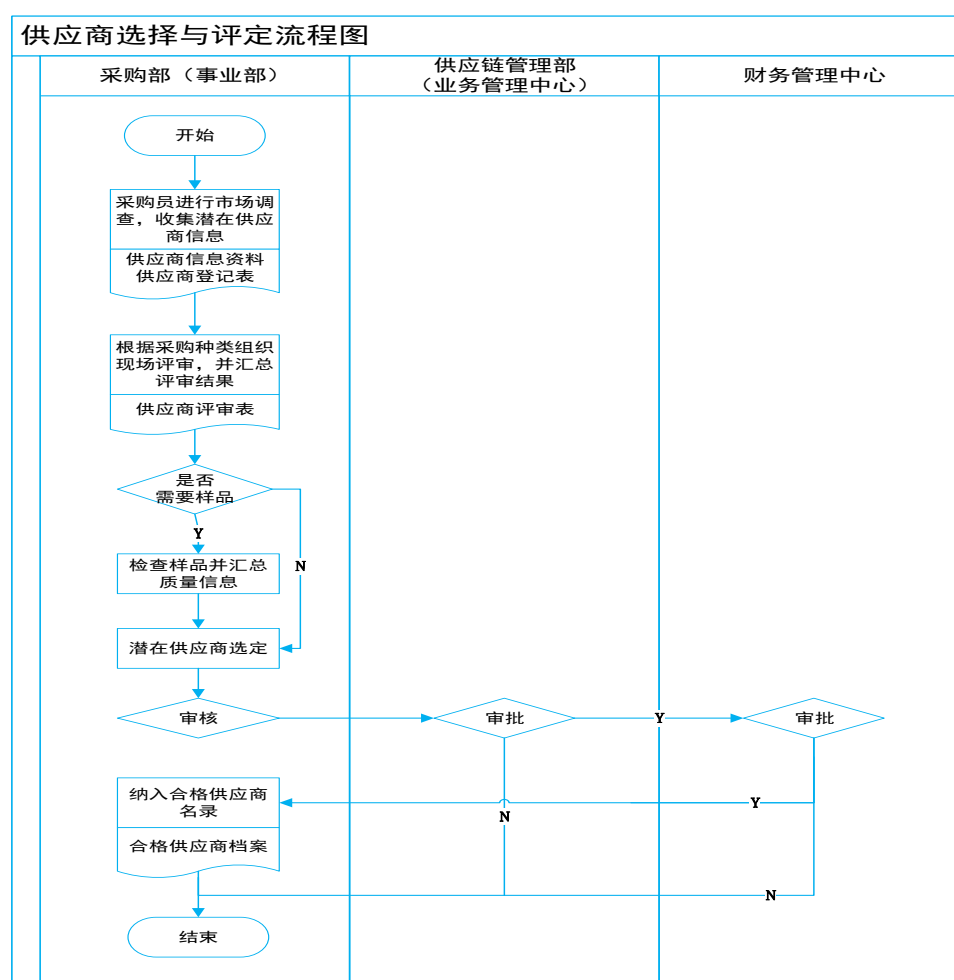 供应商选择与评定流程图
采购部（事业部）
供应链管理部
（业务管理中心）
财务管理中心
开始
采购员进行市场调
查，收集潜在供应
商信息
供应商信息资料
供应商登记表
根据采购种类组织
现场评审，并汇总
评审结果
供应商评审表
是否
需要样品
Y
N
检查样品并汇总
质量信息
潜在供应商选定
审核
审批
Y
审批
纳入合格供应商
名录
Y
N
合格供应商档案
N
结束